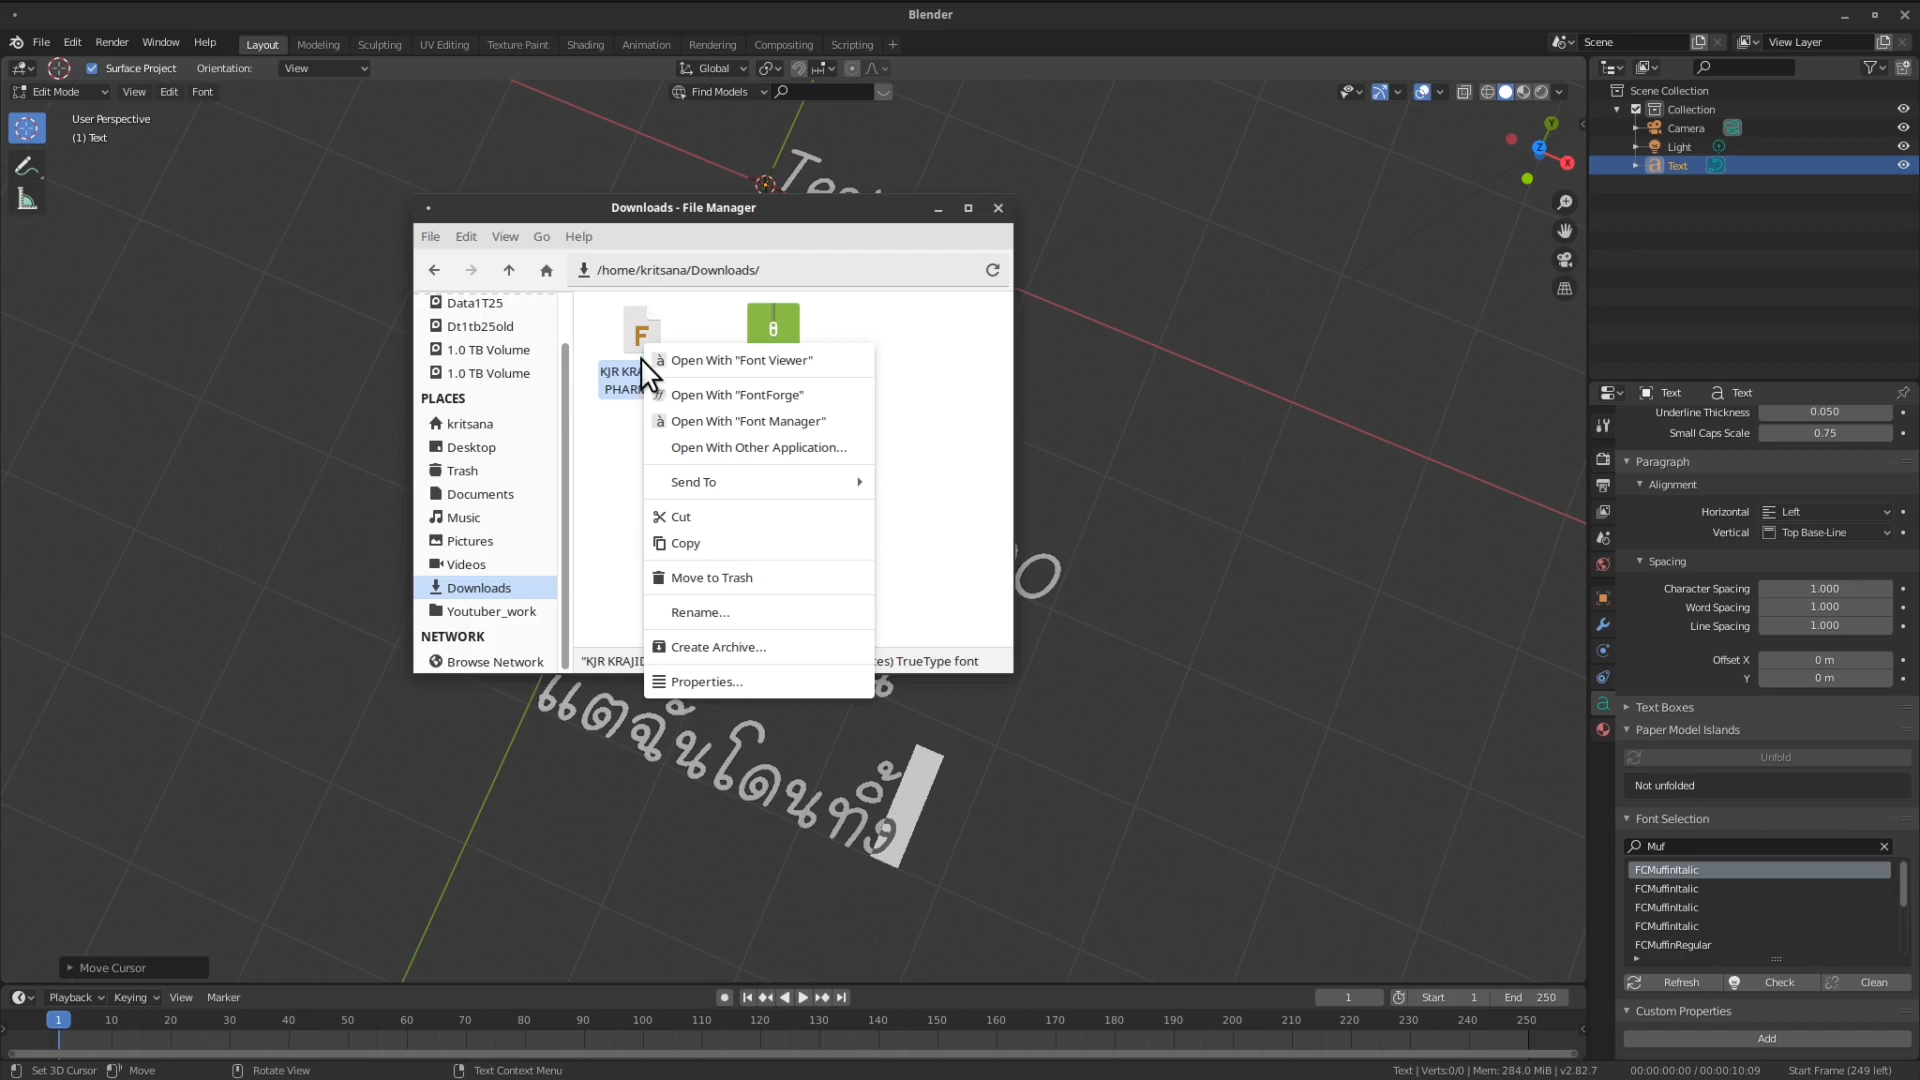 Blender
File Edit Render Window Help Layout Modeling Sculpting UV Editing Texture Paint Shading Animation Rendering Compositing Scripting + Scene View Layer
Surface Project Orientation: View Global
Edit Mode View Edit Font Find Models
User Perspective
(1) Text
Y
Z
X
Scene Collection
Collection
Camera
Light
Text
Downloads - File Manager
File Edit View Go Help
/home/kritsana/Downloads/
Data1T25
Dt1tb25old
1.0 TB Volume
1.0 TB Volume
PLACES
kritsana
Desktop
Trash
Documents
Music
Pictures
Videos
Downloads
Youtuber_work
NETWORK
Browse Network
F
Open With "Font Viewer"
Open With "FontForge"
Open With "Font Manager"
Open With Other Application...
Send To
Cut
Copy
Move to Trash
Rename...
Create Archive...
Properties...
TrueType font
Text Text
Underline Thickness 0.050
Small Caps Scale 0.75
Paragraph
Alignment
Horizontal Left
Vertical Top Base-Line
Spacing
Character Spacing 1.000
Word Spacing 1.000
Line Spacing 1.000
Offset X 0 m
Y 0 m
Text Boxes
Paper Model Islands
Unfold
Not unfolded
Font Selection
Muf
FCMuffinItalic
FCMuffinItalic
FCMuffinItalic
FCMuffinItalic
FCMuffinRegular
Refresh Check Clean
Custom Properties
Add
Move Cursor
Playback Keying View Marker 1 Start 1 End 250
1 10 20 30 40 50 60 70 80 90 100 110 120 130 140 150 160 170 180 190 200 210 220 230 240 250
Set 3D Cursor Move Rotate View Text Context Menu Text | Verts:0/0 | Mem: 284.0 MiB | v2.82.7 00:00:00:00 / 00:00:10:09 Start Frame (249 left)